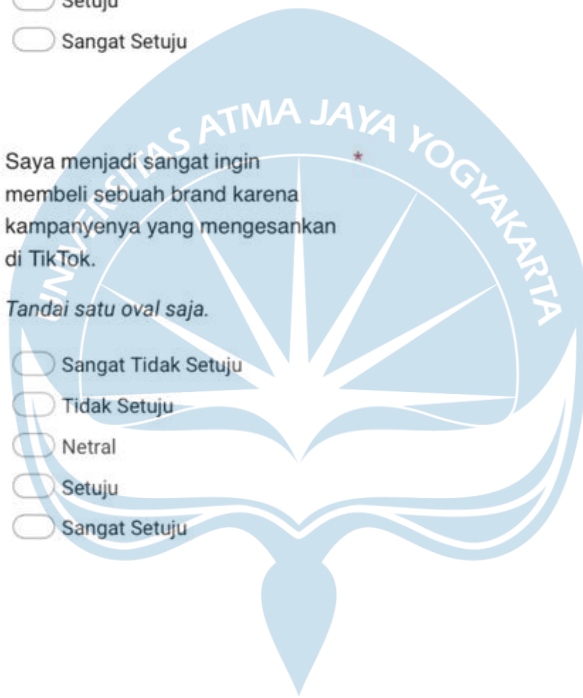 Setuju
Sangat Setuju
UNIVERSITAS ATMA JAYA YOGYAKARTA
Saya menjadi sangat ingin *
membeli sebuah brand karena
kampanyenya yang mengesankan
di TikTok.
Tandai satu oval saja.
Sangat Tidak Setuju
Tidak Setuju
Netral
Setuju
Sangat Setuju